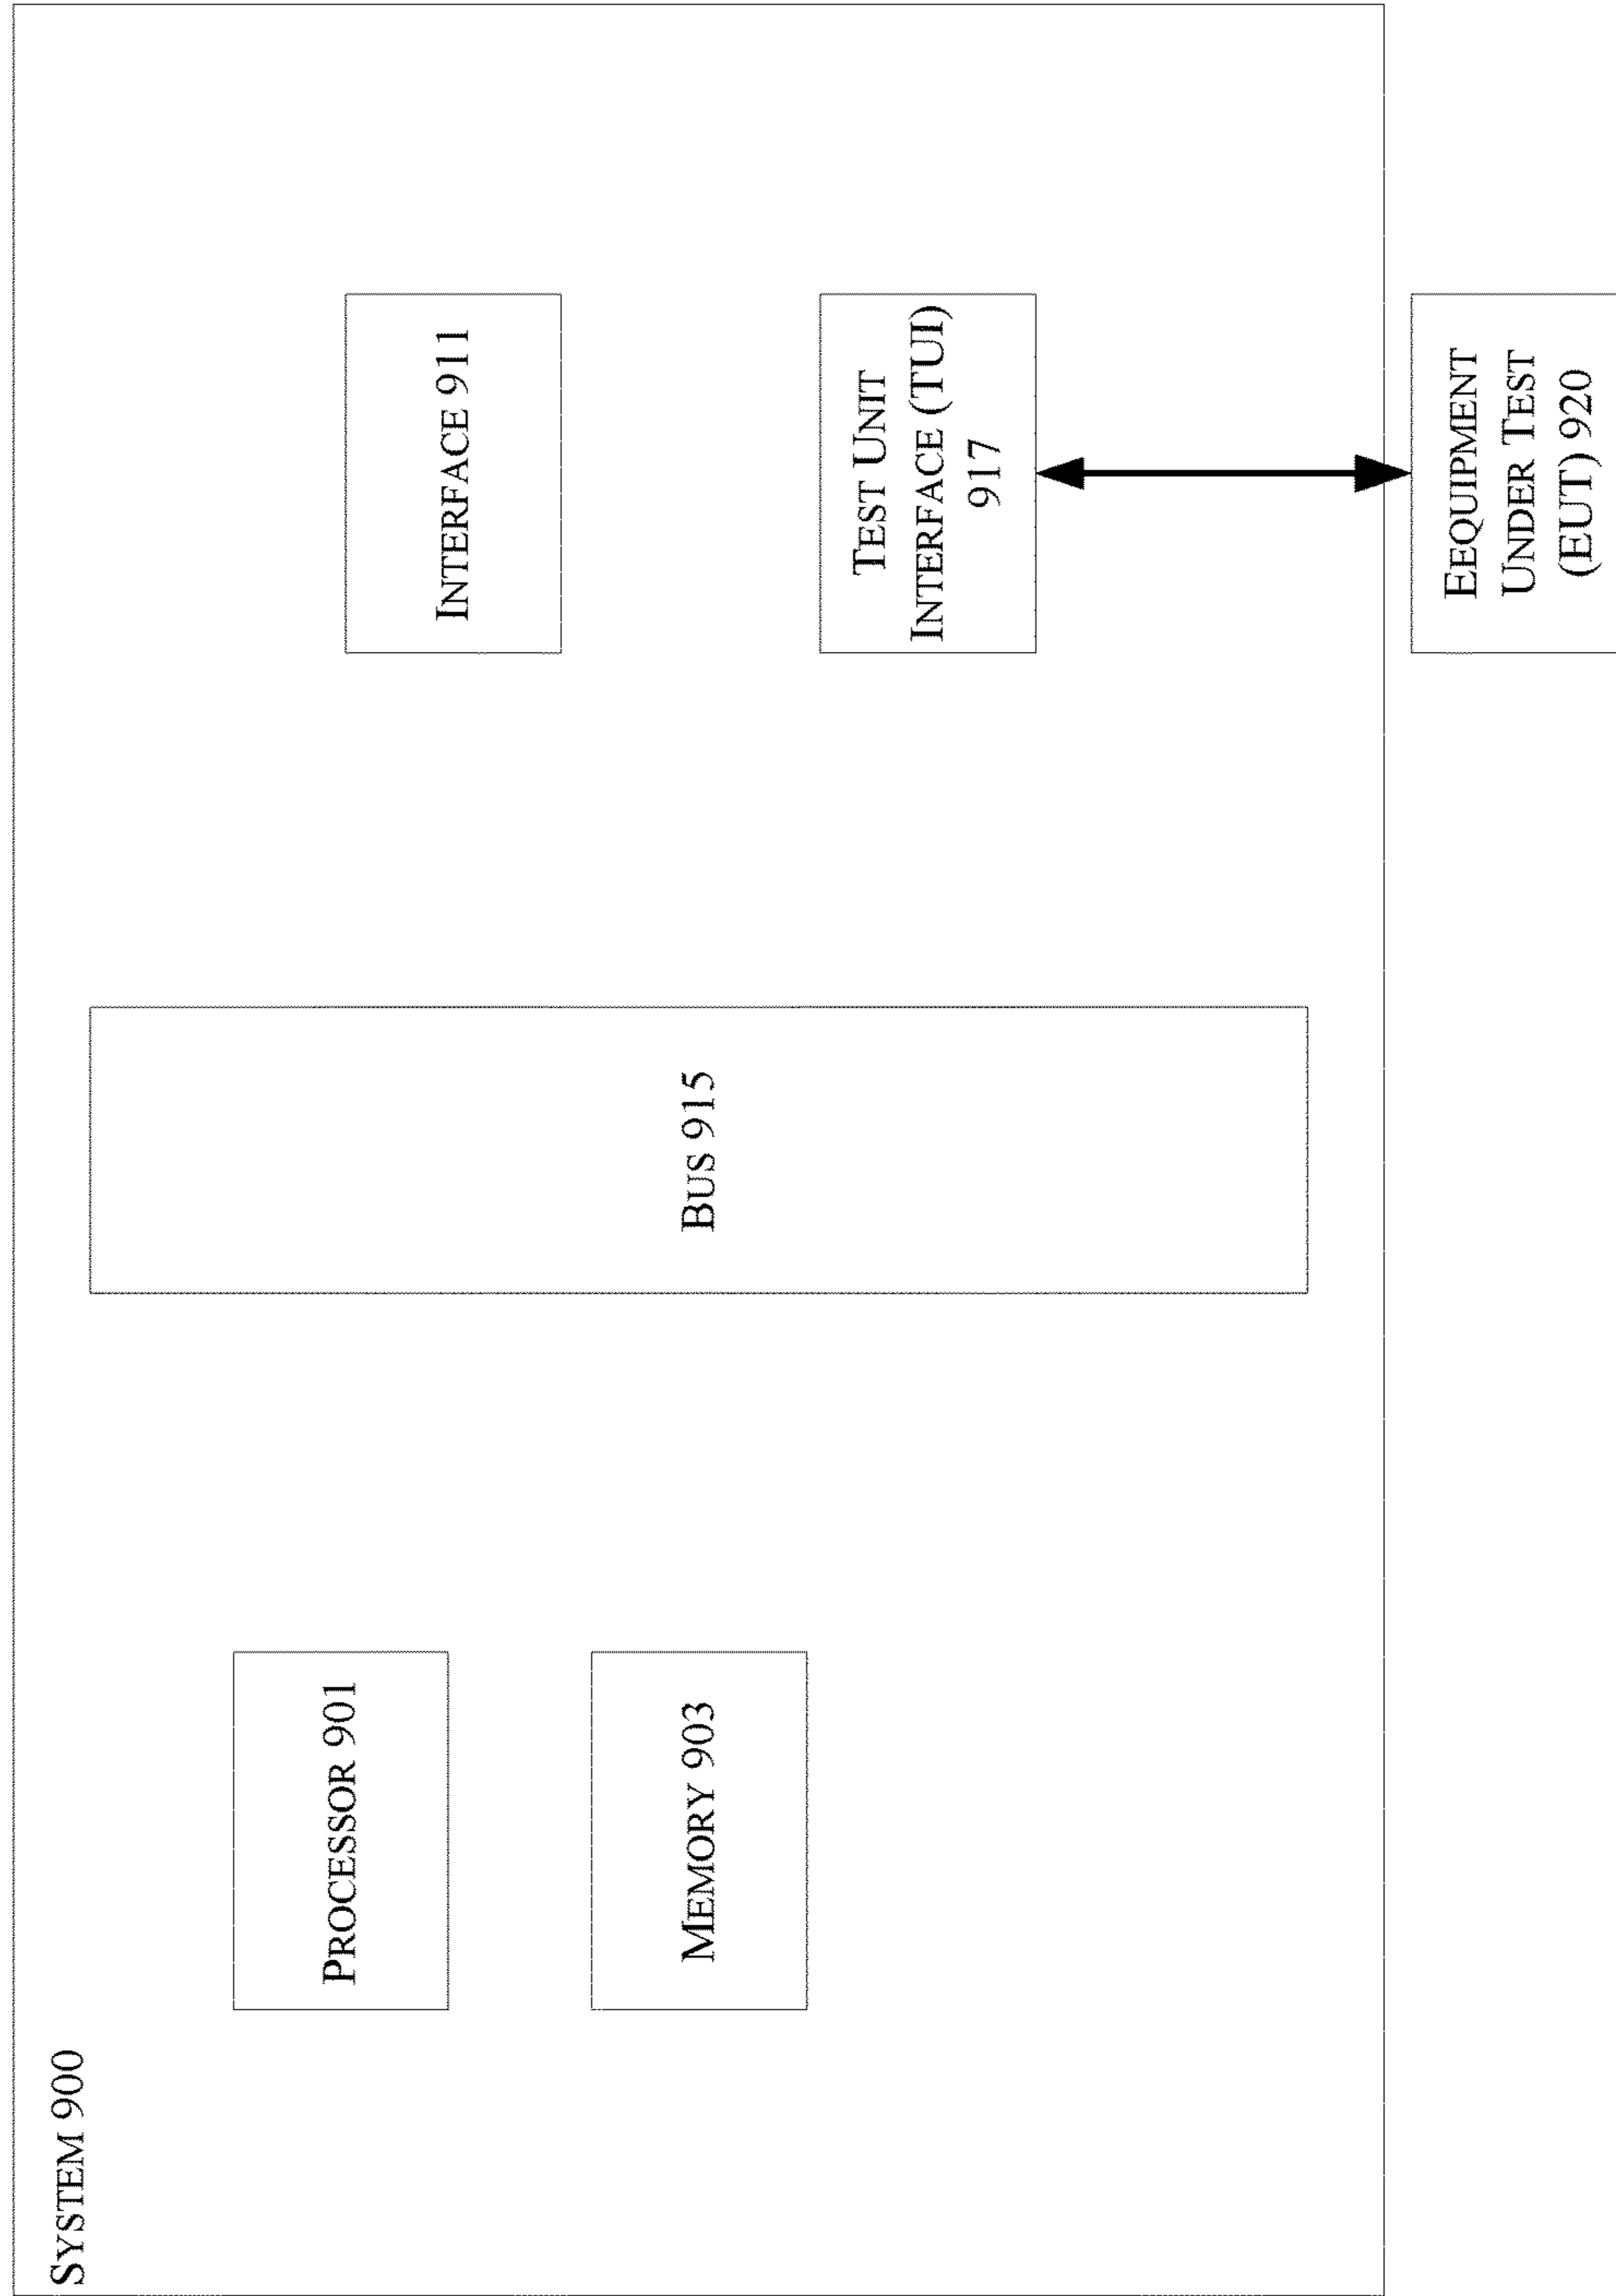 SYSTEM 900
PROCESSOR 901
MEMORY 903
BUS 915
INTERFACE 911
TEST UNIT
INTERFACE (TUI)
917
EEQUIPMENT
UNDER TEST
(EUT) 920